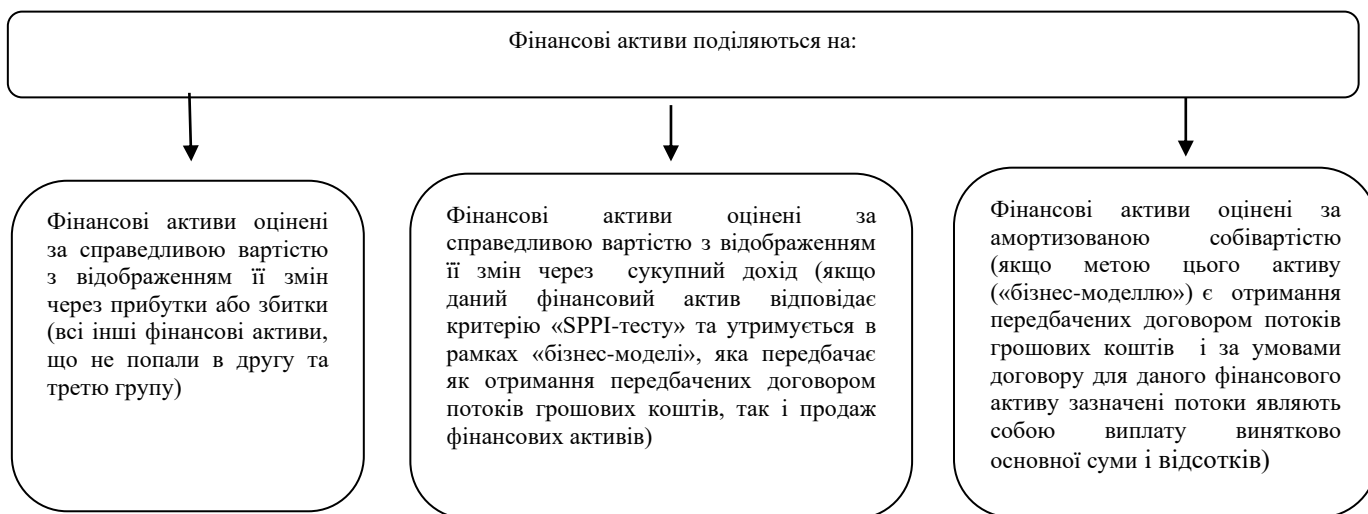 Фінансові активи поділяються на:
Фінансові активи оцінені
за справедливою вартістю
з відображенням її змін
через прибутки або збитки
(всі інші фінансові активи,
що не попали в другу та
третю групу)
Фінансові активи оцінені за
справедливою вартістю з відображенням
її змін через сукупний дохід (якщо
даний фінансовий актив відповідає
критерію «SPPI-тесту» та утримується в
рамках «бізнес-моделі», яка передбачає
як отримання передбачених договором
потоків грошових коштів, так і продаж
фінансових активів)
Фінансові активи оцінені за
амортизованою собівартістю
(якщо метою цього активу
(«бізнес-моделлю») є отримання
передбачених договором потоків
грошових коштів і за умовами
договору для даного фінансового
активу зазначені потоки являють
собою виплату винятково
основної суми і відсотків)